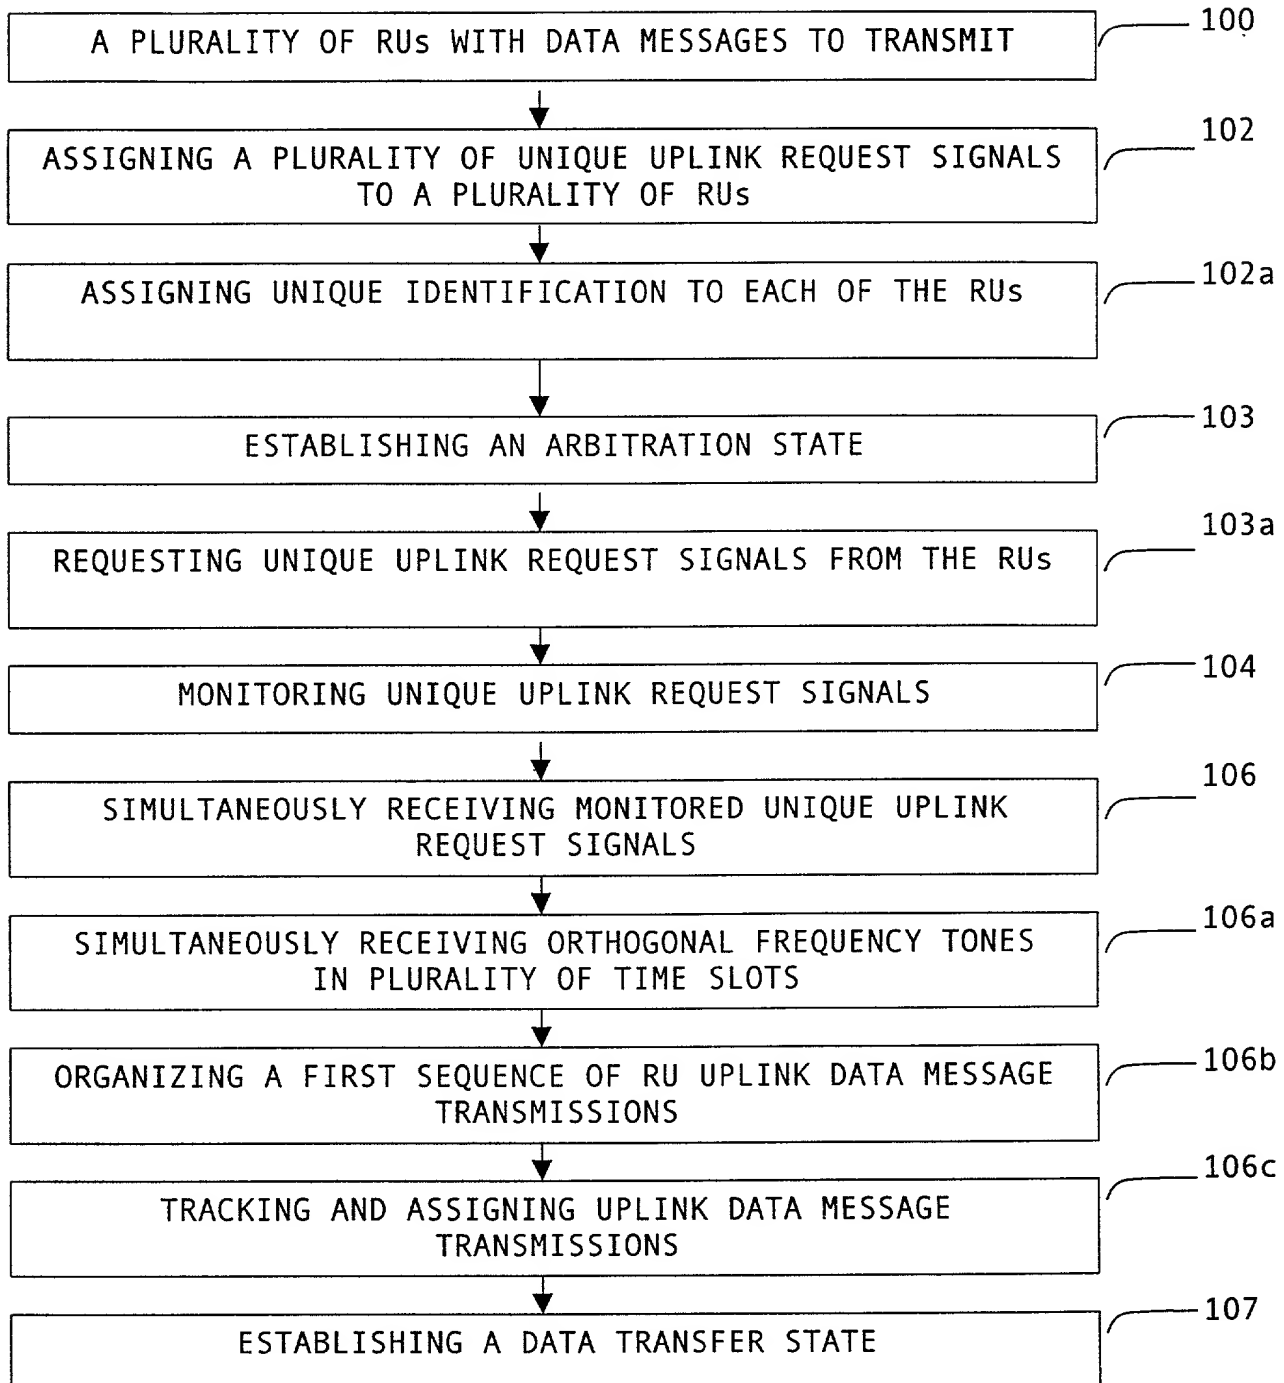 A PLURALITY OF RUs WITH DATA MESSAGES TO TRANSMIT
100
ASSIGNING A PLURALITY OF UNIQUE UPLINK REQUEST SIGNALS
TO A PLURALITY OF RUs
102
ASSIGNING UNIQUE IDENTIFICATION TO EACH OF THE RUs
102a
ESTABLISHING AN ARBITRATION STATE
103
REQUESTING UNIQUE UPLINK REQUEST SIGNALS FROM THE RUs
103a
MONITORING UNIQUE UPLINK REQUEST SIGNALS
104
SIMULTANEOUSLY RECEIVING MONITORED UNIQUE UPLINK
REQUEST SIGNALS
106
SIMULTANEOUSLY RECEIVING ORTHOGONAL FREQUENCY TONES
IN PLURALITY OF TIME SLOTS
106a
ORGANIZING A FIRST SEQUENCE OF RU UPLINK DATA MESSAGE
TRANSMISSIONS
106b
TRACKING AND ASSIGNING UPLINK DATA MESSAGE
TRANSMISSIONS
106c
ESTABLISHING A DATA TRANSFER STATE
107